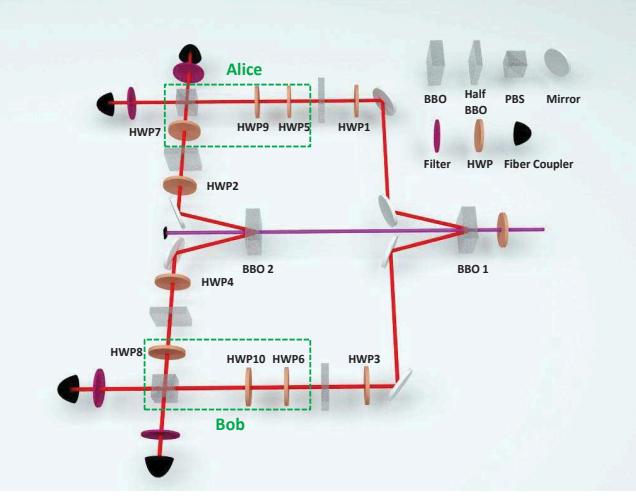 Alice
BBO
Half
BBO
PBS
Mirror
HWP7
HWP9
HWP5
HWP1
Filter
HWP
Fiber Coupler
HWP2
BBO 2
BBO 1
HWP4
HWP8
HWP10
HWP6
HWP3
Bob